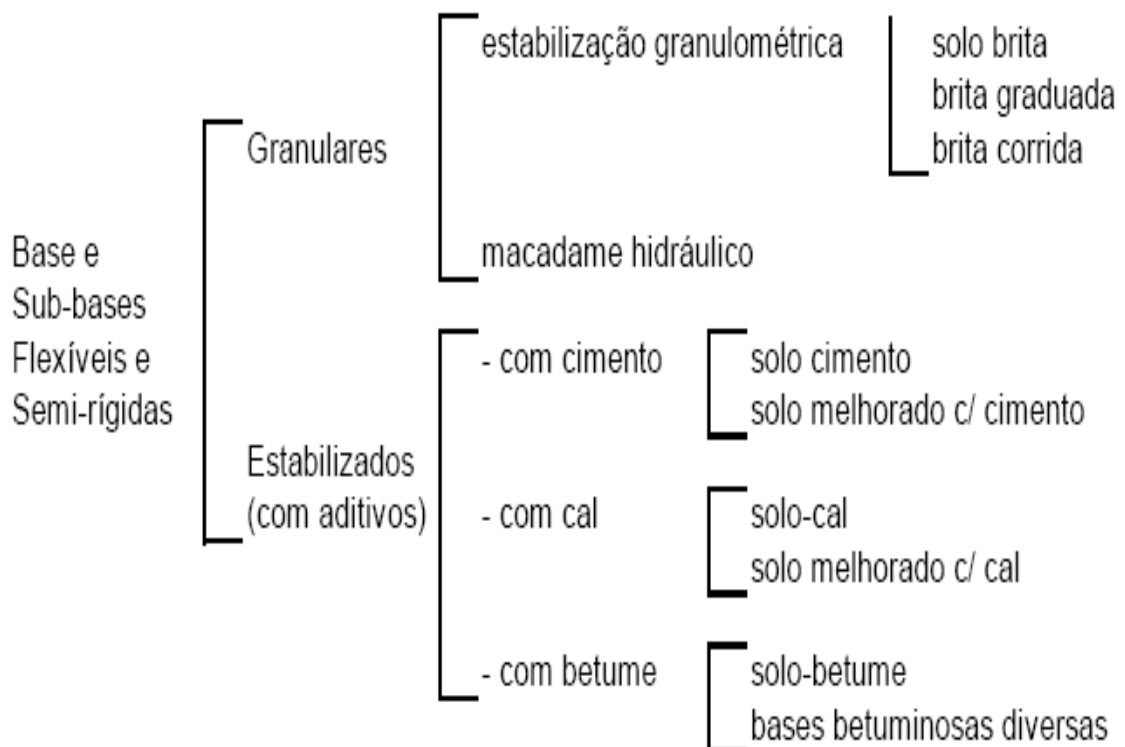 estabilização granulométrica
solo brita
brita graduada
brita corrida
Granulares
macadame hidráulico
Base e
Sub-bases
Flexíveis e
Semi-rígidas
- com cimento
solo cimento
solo melhorado c/ cimento
Estabilizados
(com aditivos)
- com cal
solo-cal
solo melhorado c/ cal
- com betume
solo-betume
bases betuminosas diversas